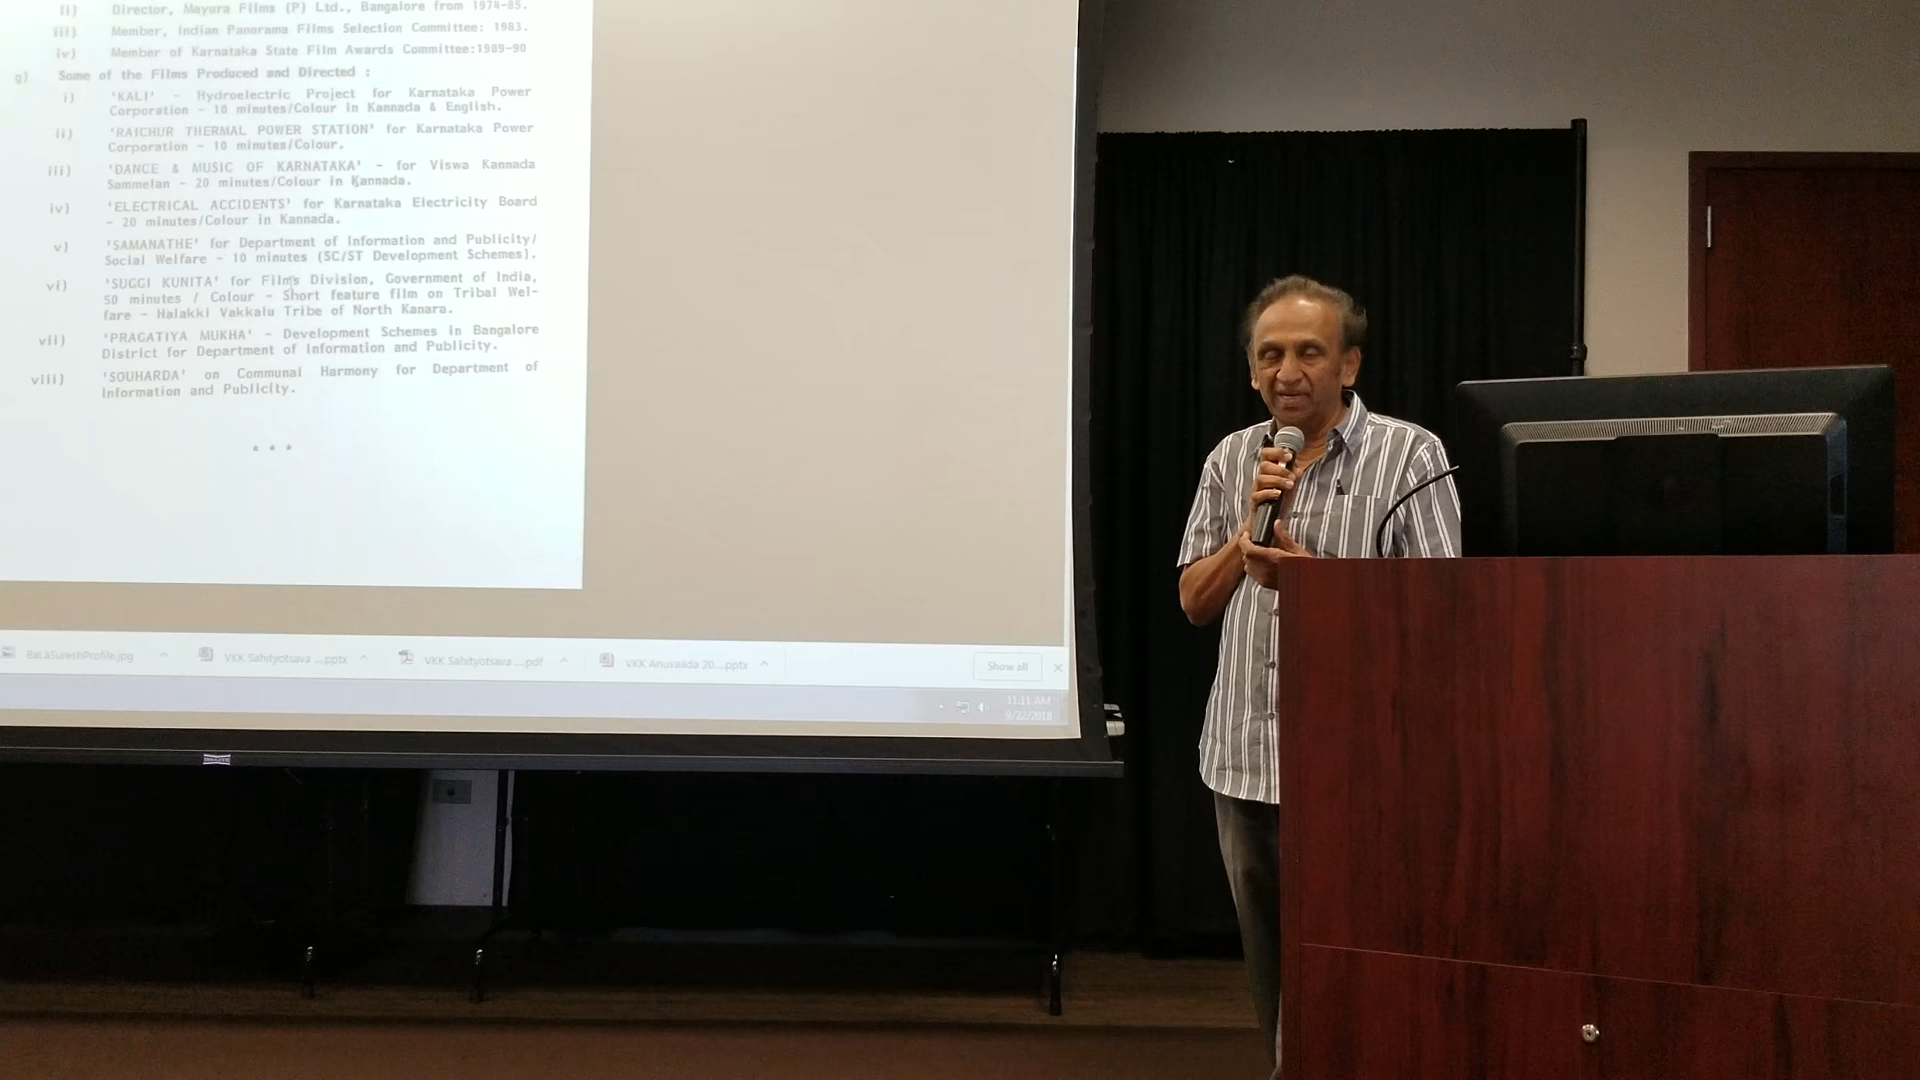 ii) Director, Mayura Films (P) Ltd., Bangalore from 1974-85.
iii) Member, Indian Panorama Films Selection Committee: 1983.
iv) Member of Karnataka State Film Awards Committee:1989-90
g) Some of the Films Produced and Directed :
i) 'KALI' - Hydroelectric Project for Karnataka Power
Corporation - 10 minutes/Colour in Kannada & English.
ii) 'RAICHUR THERMAL POWER STATION' for Karnataka Power
Corporation - 10 minutes/Colour.
iii) 'DANCE & MUSIC OF KARNATAKA' - for Viswa Kannada
Sammelan - 20 minutes/Colour in Kannada.
iv) 'ELECTRICAL ACCIDENTS' for Karnataka Electricity Board
- 20 minutes/Colour in Kannada.
v) 'SAMANATHE' for Department of Information and Publicity/
Social Welfare - 10 minutes (SC/ST Development Schemes).
vi) 'SUGGI KUNITA' for Films Division, Government of India,
50 minutes / Colour - Short feature film on Tribal Wel-
fare - Halakki Vakkalu Tribe of North Kanara.
vii) 'PRAGATIYA MUKHA' - Development Schemes in Bangalore
District for Department of Information and Publicity.
viii) 'SOUHARDA' on Communal Harmony for Department of
Information and Publicity.
* * *
BaLaSureshProfile.jpg VKK Sahityotsava ....pptx VKK Sahityotsava ....pdf VKK Anuvaada 20....pptx Show all
11:11 AM
9/22/2018